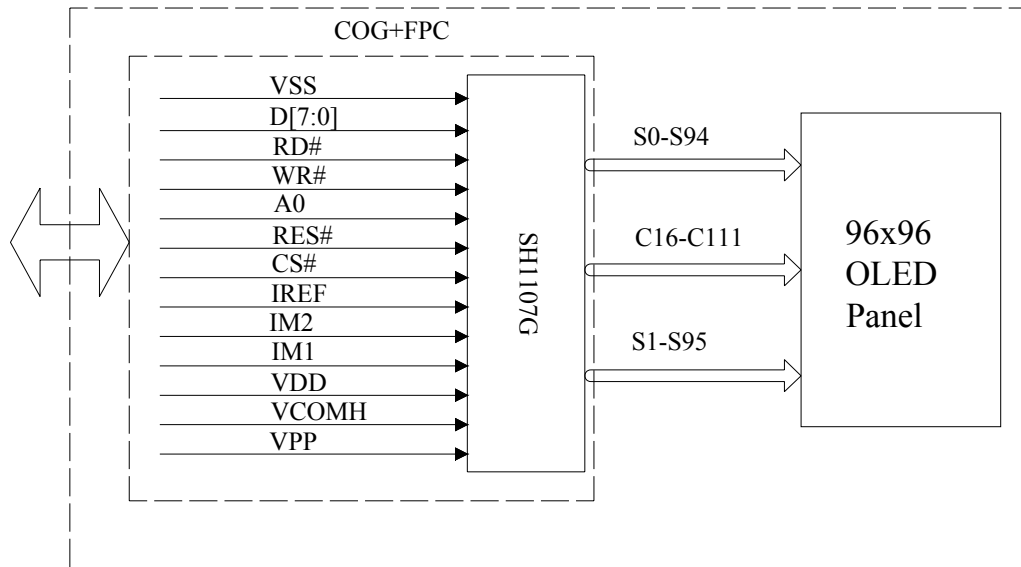 COG+FPC
VSS
D[7:0]
RD#
WR#
A0
RES#
CS#
IREF
IM2
IM1
VDD
VCOMH
VPP
SH1107G
S0-S94
C16-C111
S1-S95
96x96
OLED
Panel